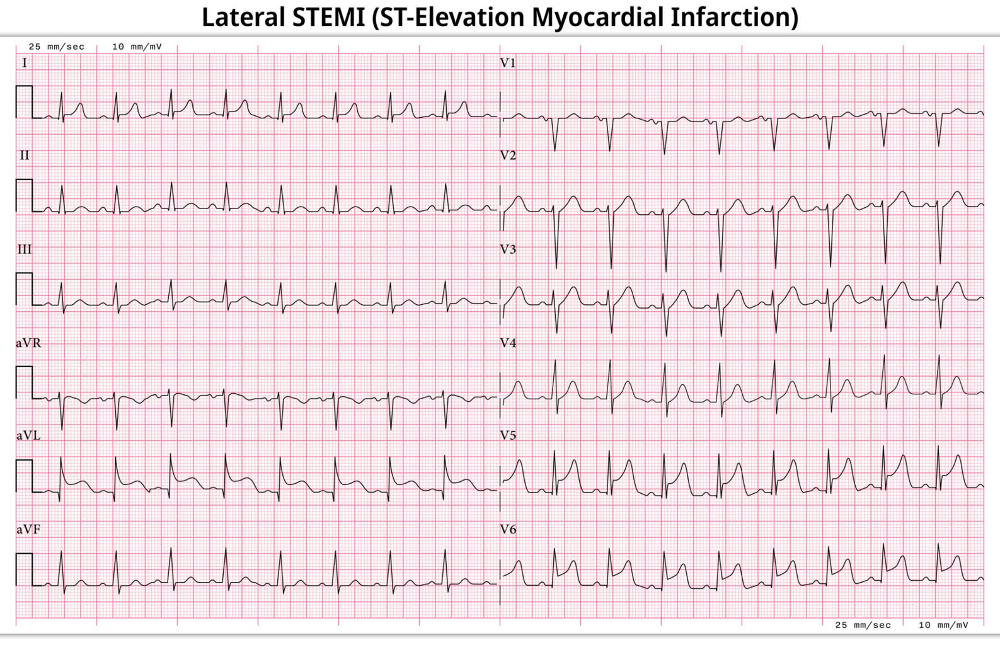 Lateral STEMI (ST-Elevation Myocardial Infarction)
25 mm/sec 10 mm/mV
I
V1
II
V2
III
V3
aVR
V4
aVL
V5
aVF
V6
25 mm/sec 10 mm/mV